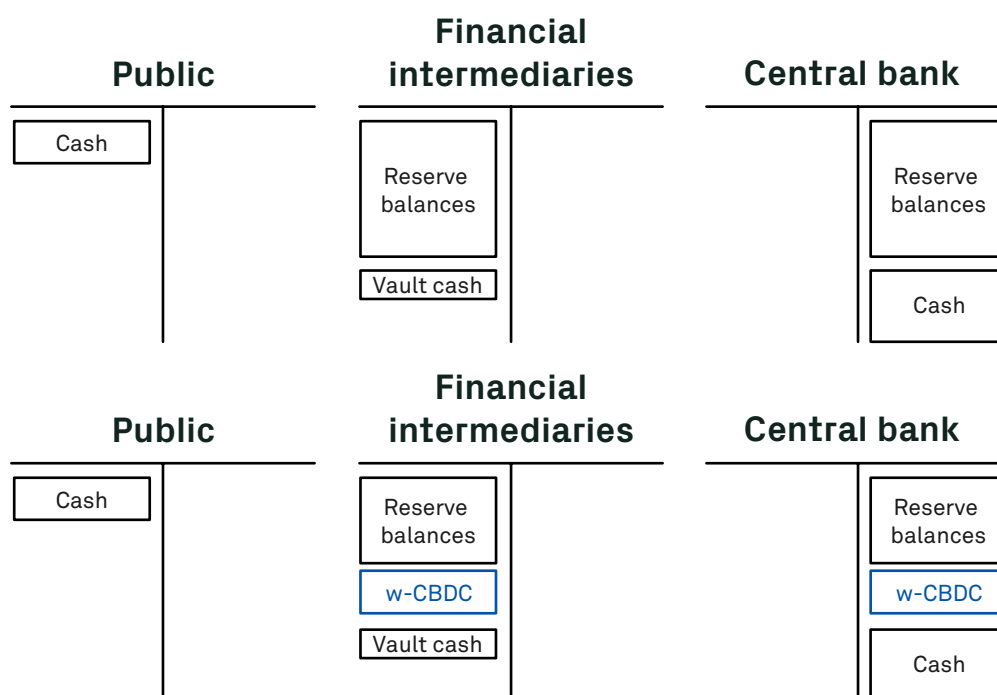 Public
Financial
intermediaries
Central bank
Cash
Reserve
balances
Vault cash
Reserve
balances
Cash
Public
Financial
intermediaries
Central bank
Cash
Reserve
balances
w-CBDC
Vault cash
Reserve
balances
w-CBDC
Cash